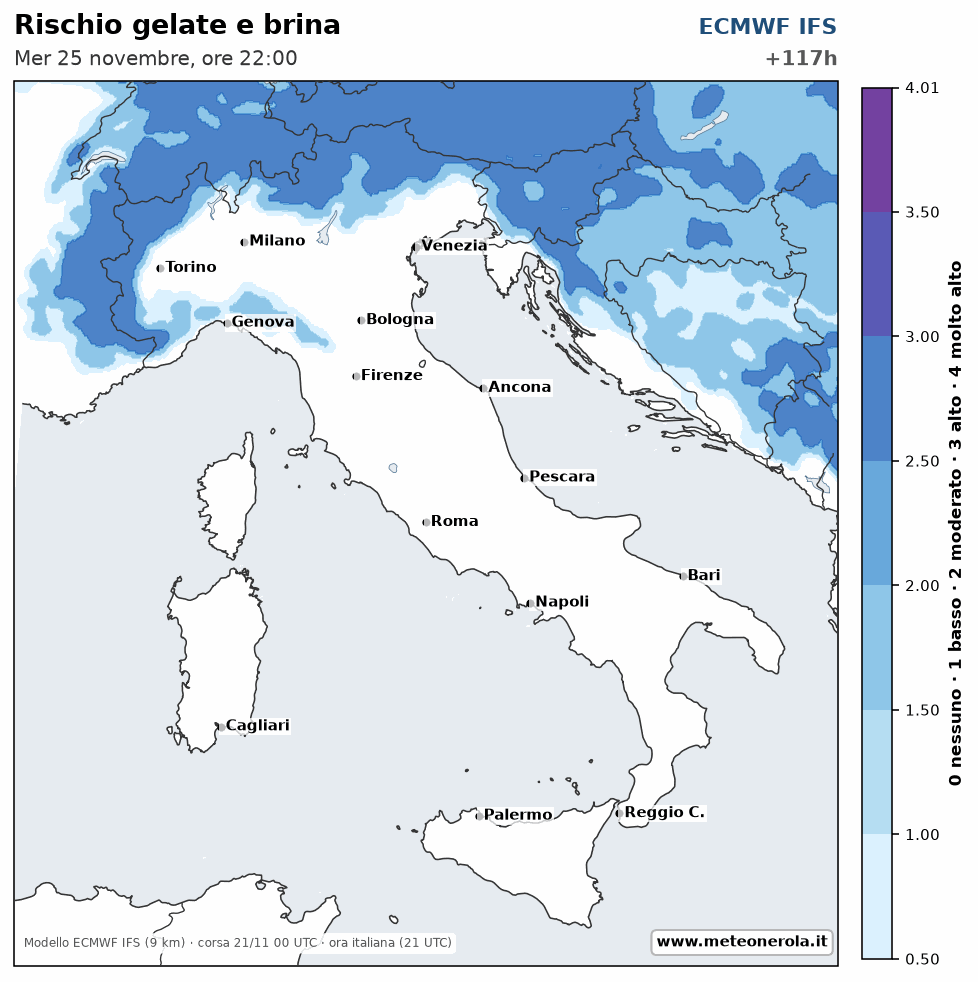 Rischio gelate e brina
ECMWF IFS
Mer 25 novembre, ore 22:00
+117h
4.01
3.50
3.00
2.50
2.00
1.50
1.00
0.50
0 nessuno · 1 basso · 2 moderato · 3 alto · 4 molto alto
Milano
Venezia
Torino
Genova
Bologna
Firenze
Ancona
Pescara
Roma
Bari
Napoli
Cagliari
Palermo
Reggio C.
Modello ECMWF IFS (9 km) · corsa 21/11 00 UTC · ora italiana (21 UTC)
www.meteonerola.it